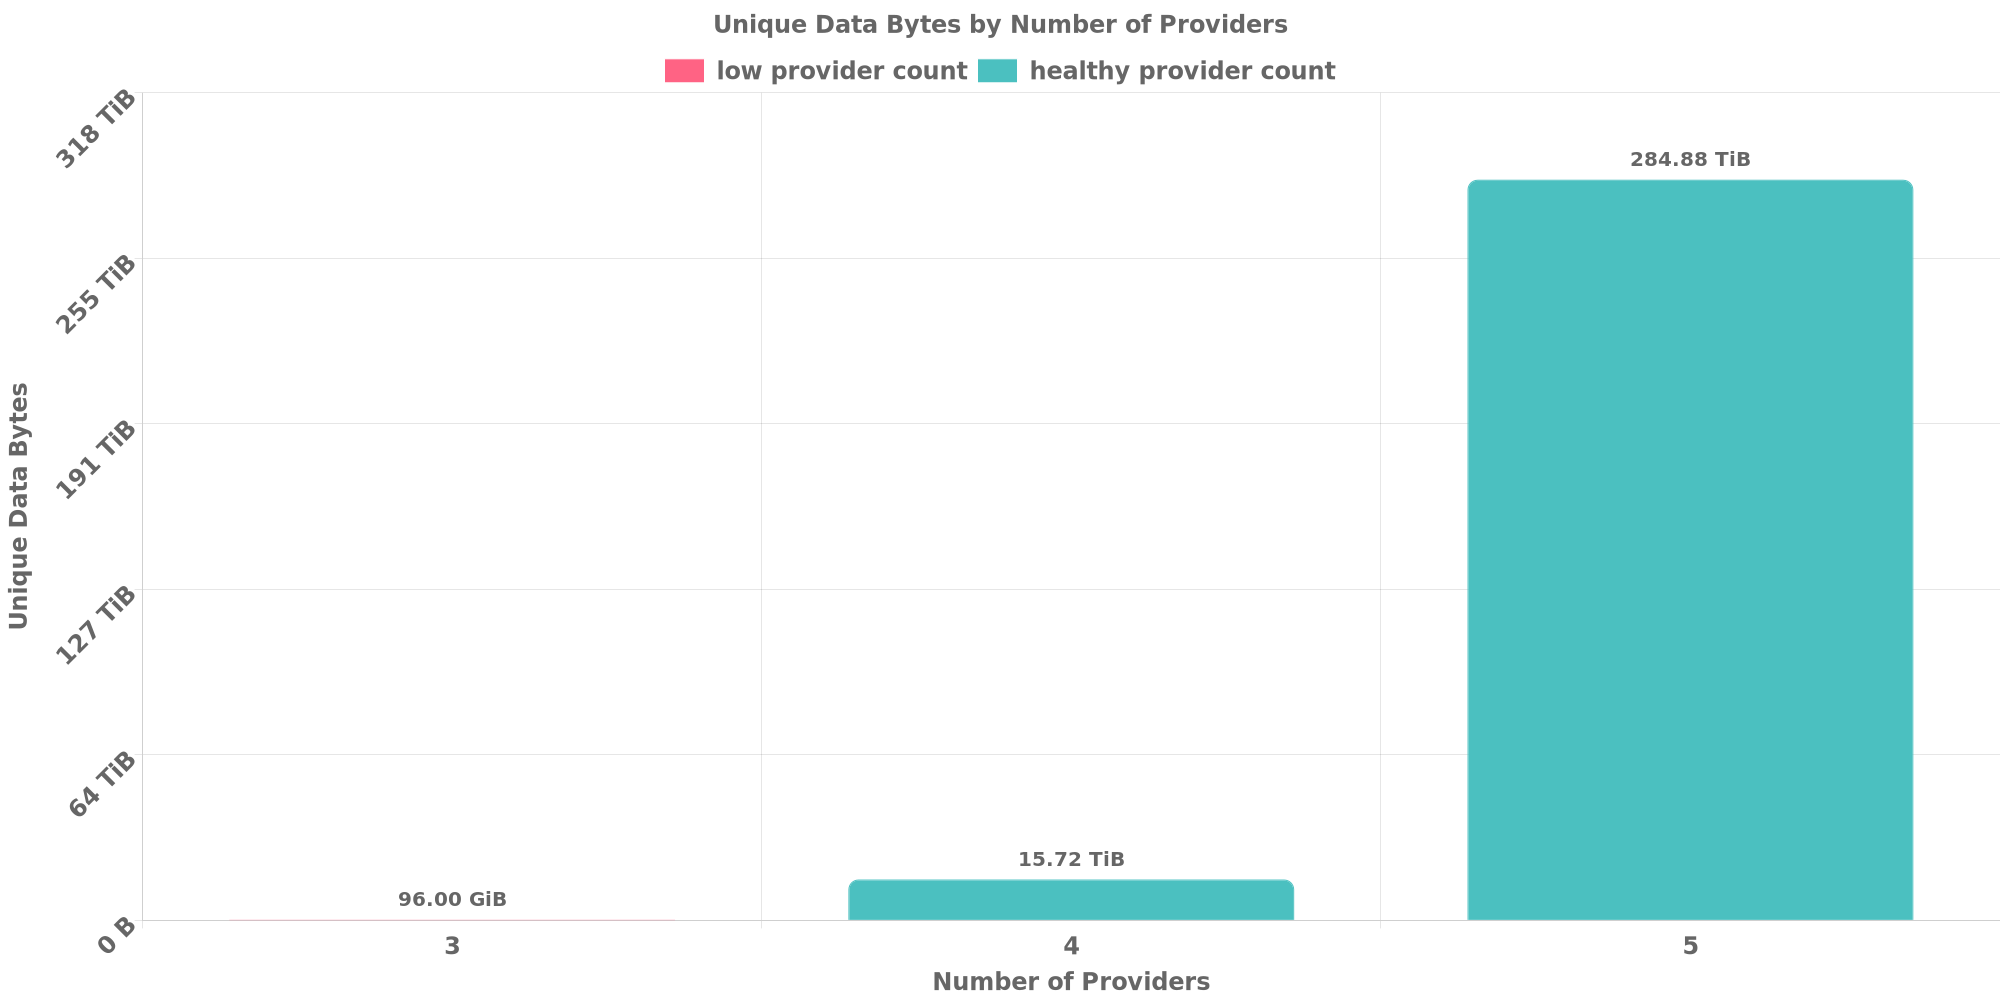 Unique Data Bytes by Number of Providers
low provider count healthy provider count
318 TiB
255 TiB
191 TiB
127 TiB
64 TiB
0 B
Unique Data Bytes
96.00 GiB
15.72 TiB
284.88 TiB
3 4 5
Number of Providers